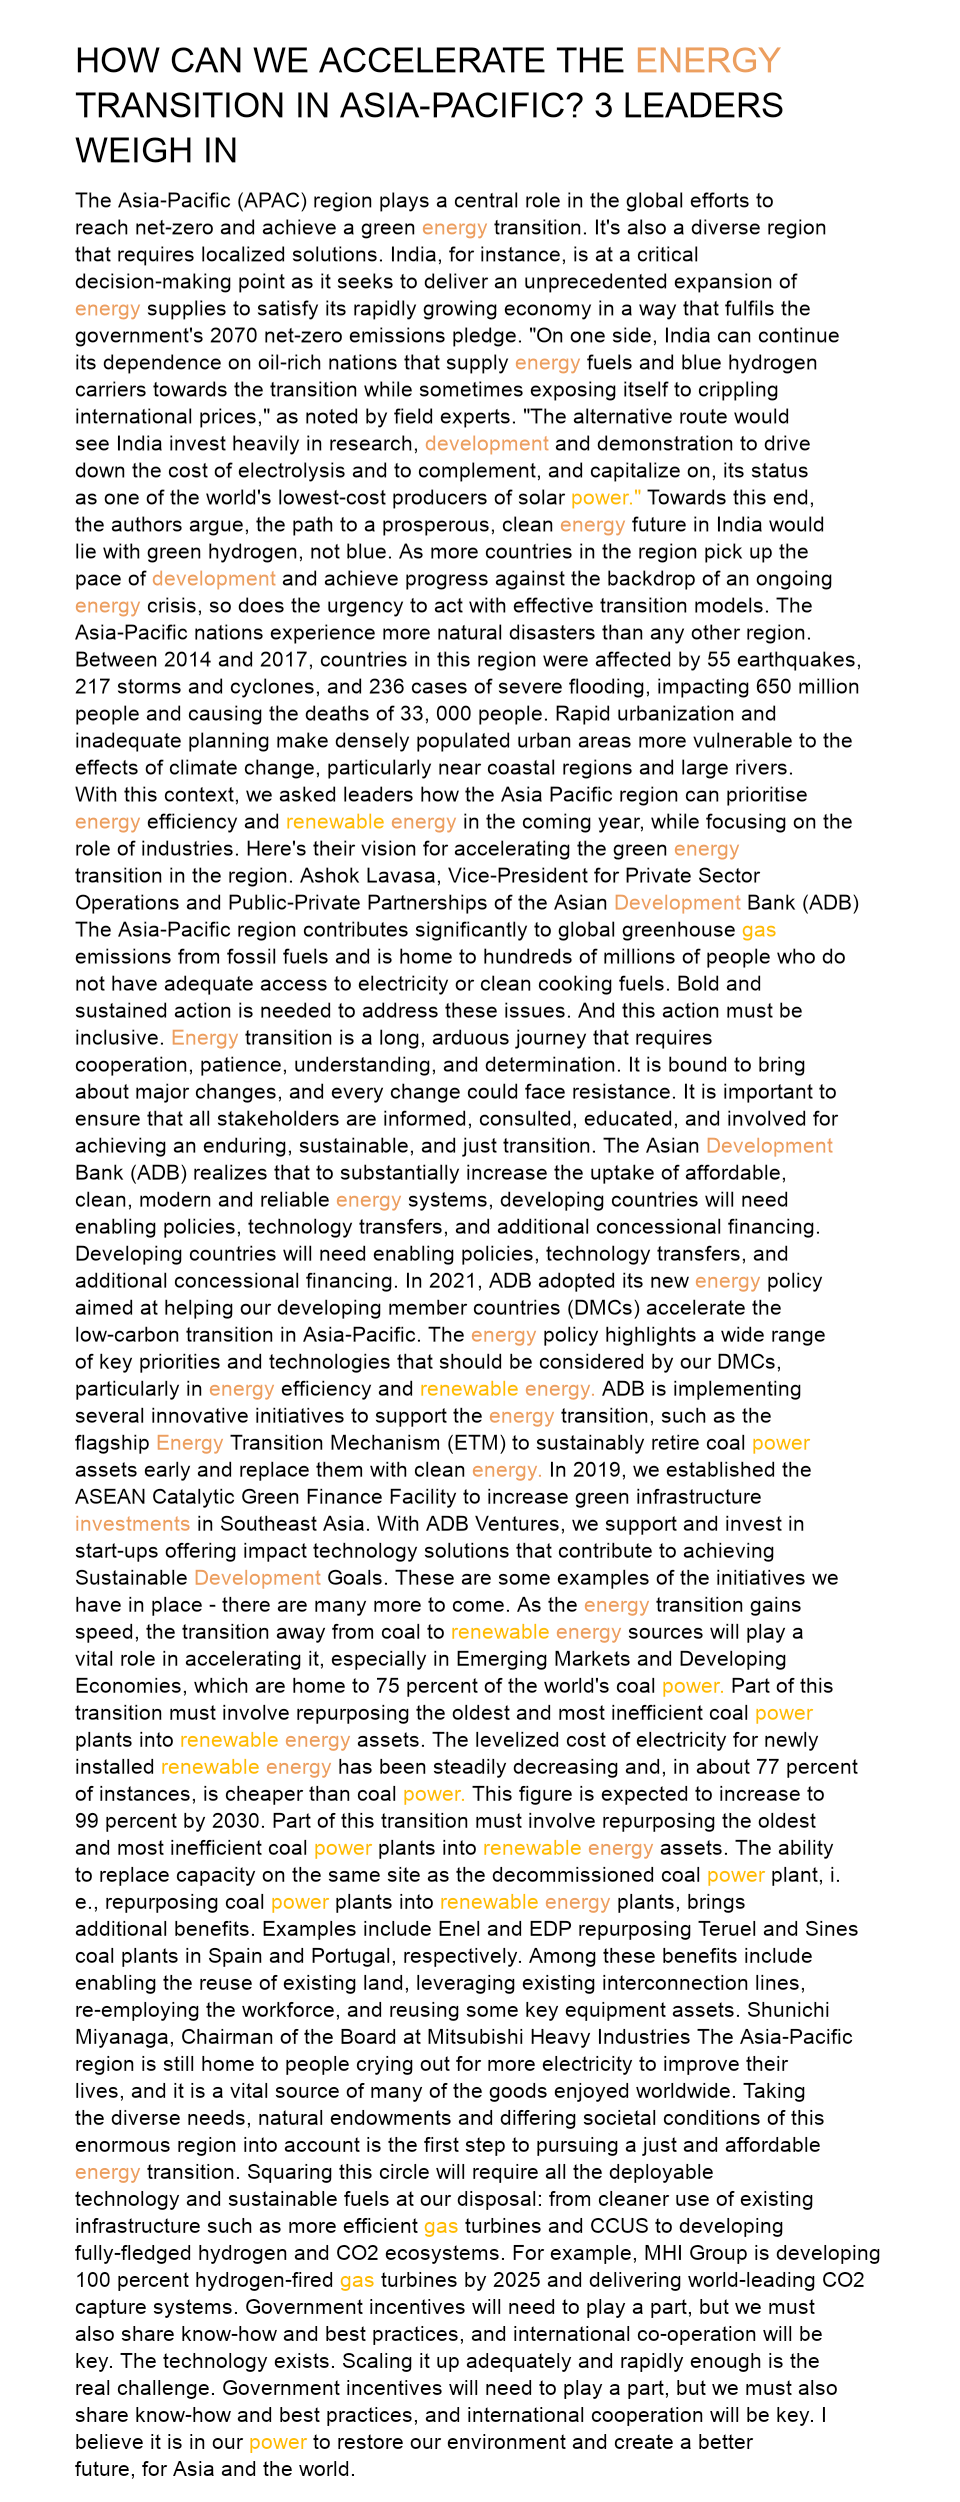 HOW CAN WE ACCELERATE THE ENERGY
TRANSITION IN ASIA-PACIFIC? 3 LEADERS
WEIGH IN
The Asia-Pacific (APAC) region plays a central role in the global efforts to
reach net-zero and achieve a green energy transition. It's also a diverse region
that requires localized solutions. India, for instance, is at a critical
decision-making point as it seeks to deliver an unprecedented expansion of
energy supplies to satisfy its rapidly growing economy in a way that fulfils the
government's 2070 net-zero emissions pledge. "On one side, India can continue
its dependence on oil-rich nations that supply energy fuels and blue hydrogen
carriers towards the transition while sometimes exposing itself to crippling
international prices," as noted by field experts. "The alternative route would
see India invest heavily in research, development and demonstration to drive
down the cost of electrolysis and to complement, and capitalize on, its status
as one of the world's lowest-cost producers of solar power." Towards this end,
the authors argue, the path to a prosperous, clean energy future in India would
lie with green hydrogen, not blue. As more countries in the region pick up the
pace of development and achieve progress against the backdrop of an ongoing
energy crisis, so does the urgency to act with effective transition models. The
Asia-Pacific nations experience more natural disasters than any other region.
Between 2014 and 2017, countries in this region were affected by 55 earthquakes,
217 storms and cyclones, and 236 cases of severe flooding, impacting 650 million
people and causing the deaths of 33, 000 people. Rapid urbanization and
inadequate planning make densely populated urban areas more vulnerable to the
effects of climate change, particularly near coastal regions and large rivers.
With this context, we asked leaders how the Asia Pacific region can prioritise
energy efficiency and renewable energy in the coming year, while focusing on the
role of industries. Here's their vision for accelerating the green energy
transition in the region. Ashok Lavasa, Vice-President for Private Sector
Operations and Public-Private Partnerships of the Asian Development Bank (ADB)
The Asia-Pacific region contributes significantly to global greenhouse gas
emissions from fossil fuels and is home to hundreds of millions of people who do
not have adequate access to electricity or clean cooking fuels. Bold and
sustained action is needed to address these issues. And this action must be
inclusive. Energy transition is a long, arduous journey that requires
cooperation, patience, understanding, and determination. It is bound to bring
about major changes, and every change could face resistance. It is important to
ensure that all stakeholders are informed, consulted, educated, and involved for
achieving an enduring, sustainable, and just transition. The Asian Development
Bank (ADB) realizes that to substantially increase the uptake of affordable,
clean, modern and reliable energy systems, developing countries will need
enabling policies, technology transfers, and additional concessional financing.
Developing countries will need enabling policies, technology transfers, and
additional concessional financing. In 2021, ADB adopted its new energy policy
aimed at helping our developing member countries (DMCs) accelerate the
low-carbon transition in Asia-Pacific. The energy policy highlights a wide range
of key priorities and technologies that should be considered by our DMCs,
particularly in energy efficiency and renewable energy. ADB is implementing
several innovative initiatives to support the energy transition, such as the
flagship Energy Transition Mechanism (ETM) to sustainably retire coal power
assets early and replace them with clean energy. In 2019, we established the
ASEAN Catalytic Green Finance Facility to increase green infrastructure
investments in Southeast Asia. With ADB Ventures, we support and invest in
start-ups offering impact technology solutions that contribute to achieving
Sustainable Development Goals. These are some examples of the initiatives we
have in place - there are many more to come. As the energy transition gains
speed, the transition away from coal to renewable energy sources will play a
vital role in accelerating it, especially in Emerging Markets and Developing
Economies, which are home to 75 percent of the world's coal power. Part of this
transition must involve repurposing the oldest and most inefficient coal power
plants into renewable energy assets. The levelized cost of electricity for newly
installed renewable energy has been steadily decreasing and, in about 77 percent
of instances, is cheaper than coal power. This figure is expected to increase to
99 percent by 2030. Part of this transition must involve repurposing the oldest
and most inefficient coal power plants into renewable energy assets. The ability
to replace capacity on the same site as the decommissioned coal power plant, i.
e., repurposing coal power plants into renewable energy plants, brings
additional benefits. Examples include Enel and EDP repurposing Teruel and Sines
coal plants in Spain and Portugal, respectively. Among these benefits include
enabling the reuse of existing land, leveraging existing interconnection lines,
re-employing the workforce, and reusing some key equipment assets. Shunichi
Miyanaga, Chairman of the Board at Mitsubishi Heavy Industries The Asia-Pacific
region is still home to people crying out for more electricity to improve their
lives, and it is a vital source of many of the goods enjoyed worldwide. Taking
the diverse needs, natural endowments and differing societal conditions of this
enormous region into account is the first step to pursuing a just and affordable
energy transition. Squaring this circle will require all the deployable
technology and sustainable fuels at our disposal: from cleaner use of existing
infrastructure such as more efficient gas turbines and CCUS to developing
fully-fledged hydrogen and CO2 ecosystems. For example, MHI Group is developing
100 percent hydrogen-fired gas turbines by 2025 and delivering world-leading CO2
capture systems. Government incentives will need to play a part, but we must
also share know-how and best practices, and international co-operation will be
key. The technology exists. Scaling it up adequately and rapidly enough is the
real challenge. Government incentives will need to play a part, but we must also
share know-how and best practices, and international cooperation will be key. I
believe it is in our power to restore our environment and create a better
future, for Asia and the world.